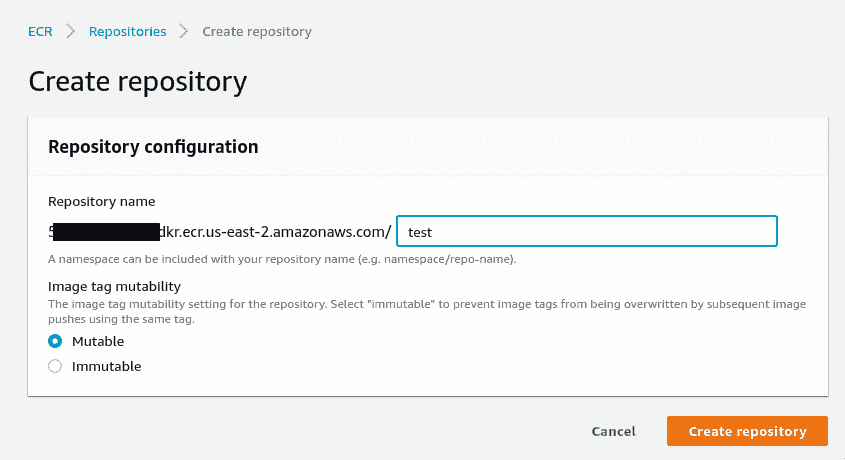 ECR > Repositories > Create repository
Create repository
Repository configuration
Repository name
5 dkr.ecr.us-east-2.amazonaws.com/ test
A namespace can be included with your repository name (e.g. namespace/repo-name).
Image tag mutability
The image tag mutability setting for the repository. Select "immutable" to prevent image tags from being overwritten by subsequent image
pushes using the same tag.
Mutable
Immutable
Cancel Create repository